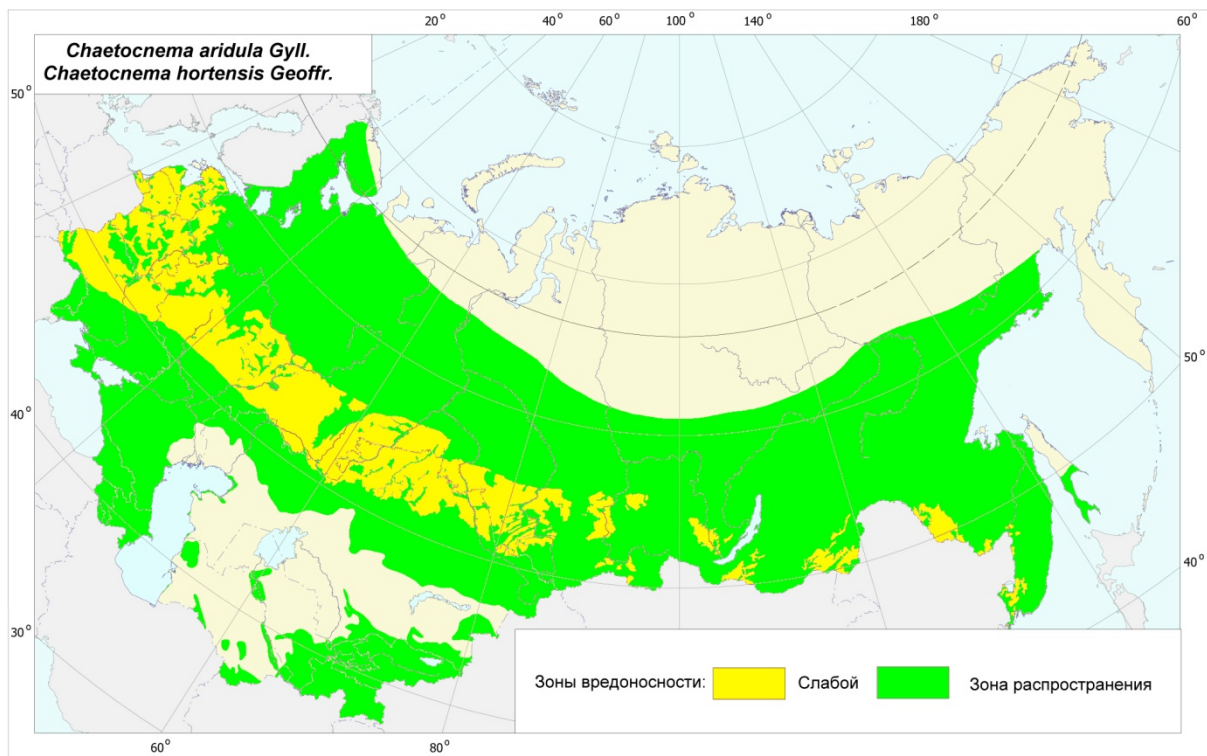 20° 40° 60° 100° 140° 180° 60°
Chaetocnema aridula Gyll.
Chaetocnema hortensis Geoffr.
50°
50°
40°
40°
30°
Зоны вредоносности: Слабой Зона распространения
60° 80°